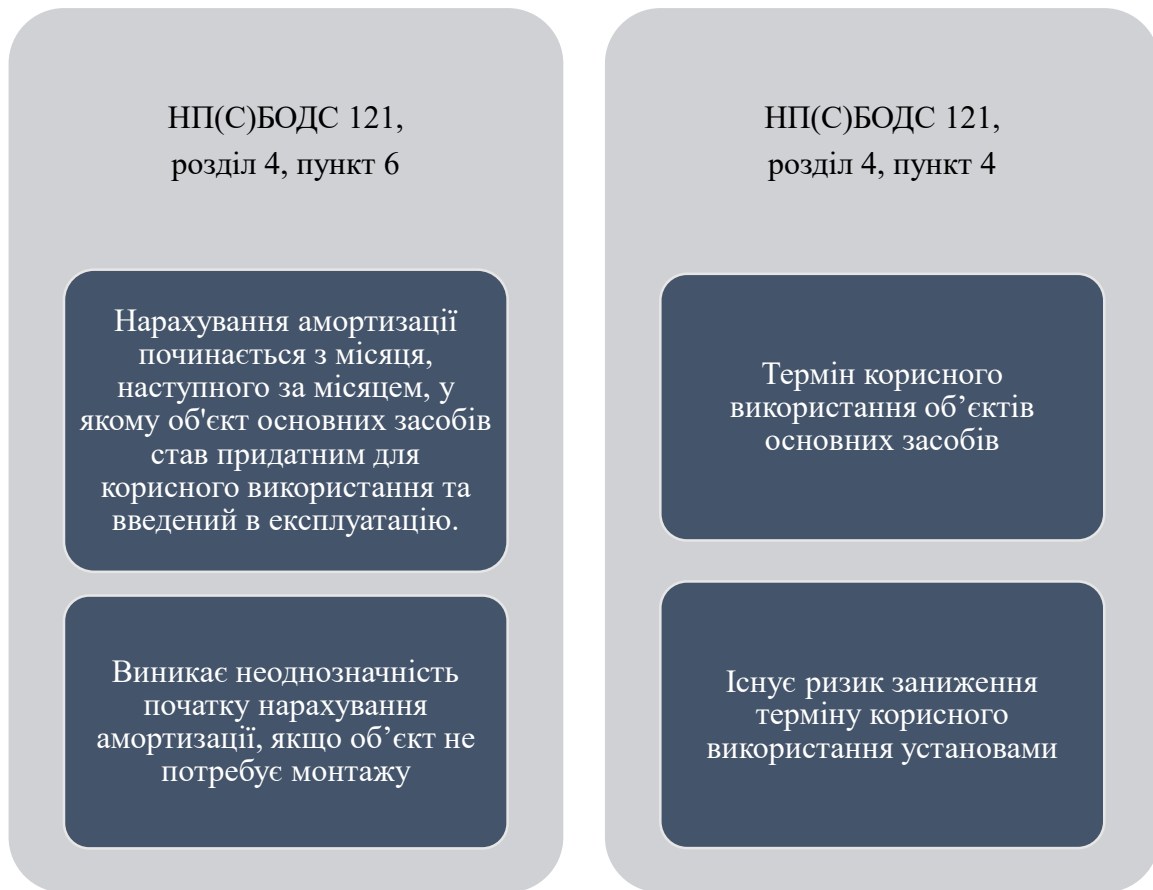 НП(С)БОДС 121,
розділ 4, пункт 6
Нарахування амортизації
починається з місяця,
наступного за місяцем, у
якому об'єкт основних засобів
став придатним для
корисного використання та
введений в експлуатацію.
Виникає неоднозначність
початку нарахування
амортизації, якщо об’єкт не
потребує монтажу
НП(С)БОДС 121,
розділ 4, пункт 4
Термін корисного
використання об’єктів
основних засобів
Існує ризик заниження
терміну корисного
використання установами